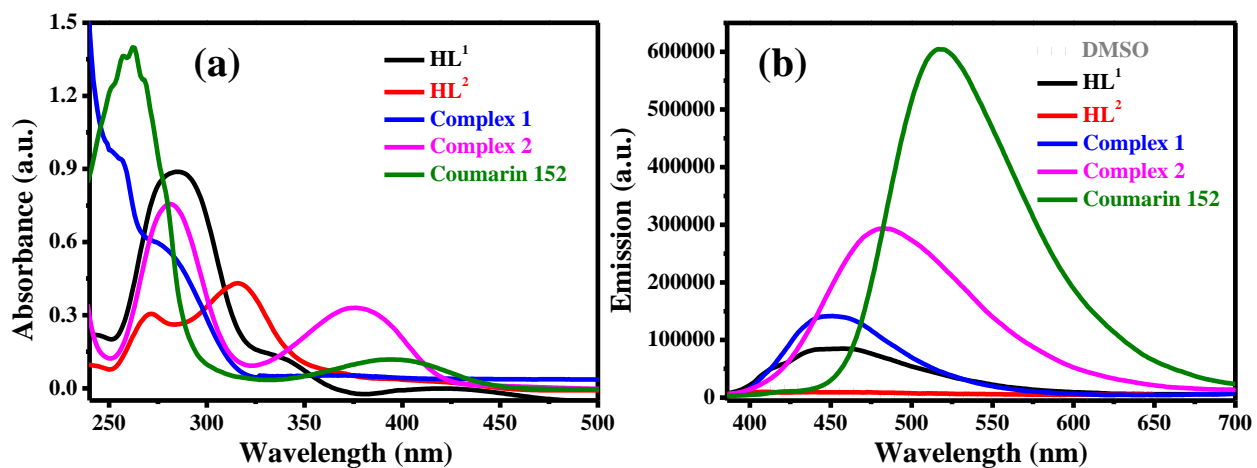 (a)
HL¹
HL²
Complex 1
Complex 2
Coumarin 152
Absorbance (a.u.)
1.5
1.2
0.9
0.6
0.3
0.0
250 300 350 400 450 500
Wavelength (nm)
(b)
DMSO
HL¹
HL²
Complex 1
Complex 2
Coumarin 152
Emission (a.u.)
600000
500000
400000
300000
200000
100000
0
400 450 500 550 600 650 700
Wavelength (nm)